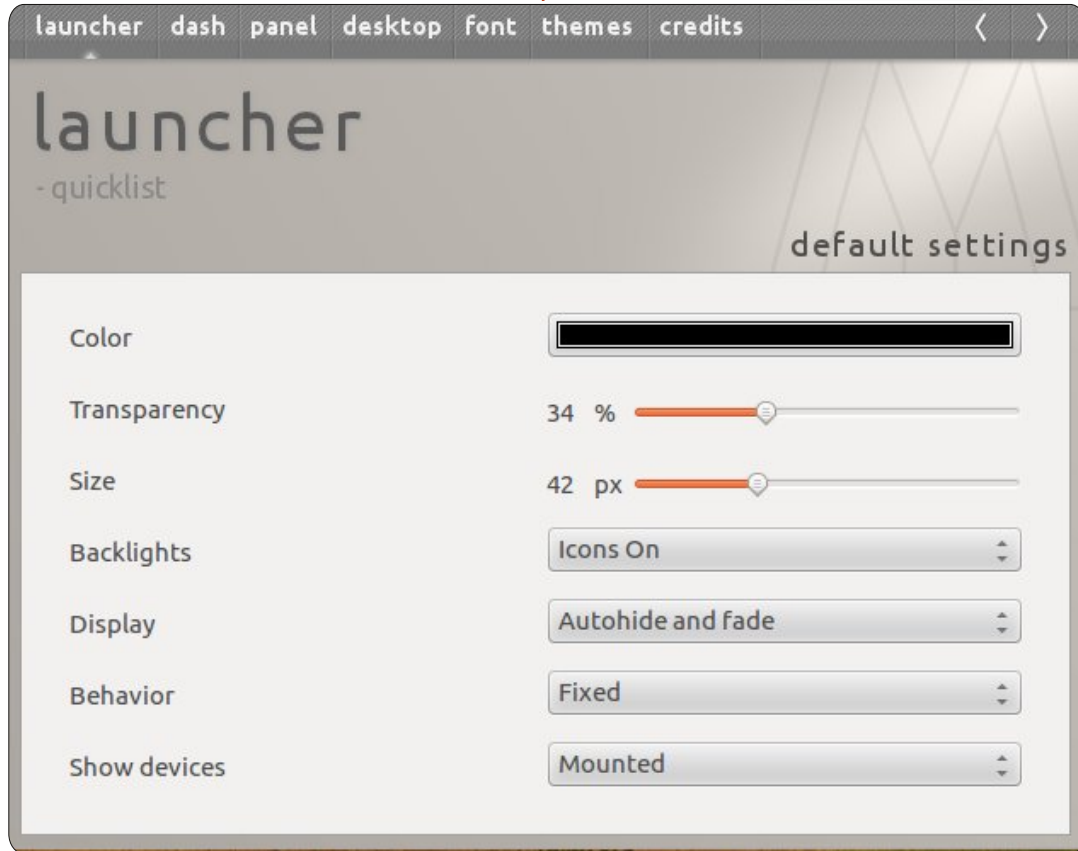 launcher dash panel desktop font themes credits < >
launcher
- quicklist
default settings
Color
Transparency 34 %
Size 42 px
Backlights Icons On
Display Autohide and fade
Behavior Fixed
Show devices Mounted